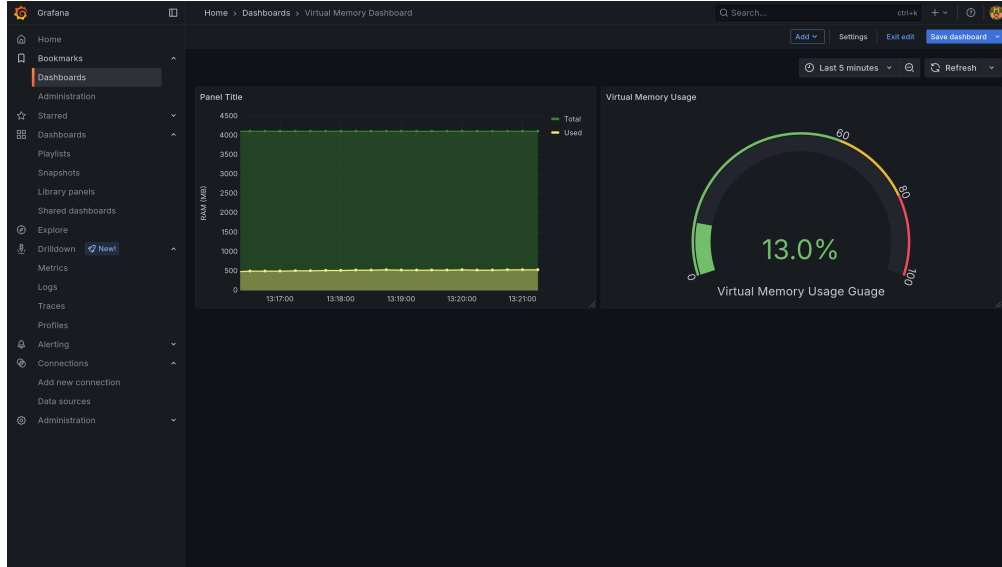 Grafana
Home › Dashboards › Virtual Memory Dashboard
Search...
ctrl+k
Add
Settings
Exit edit
Save dashboard
Last 5 minutes
Refresh
Home
Bookmarks
Dashboards
Administration
Starred
Dashboards
Playlists
Snapshots
Library panels
Shared dashboards
Explore
Drilldown New!
Metrics
Logs
Traces
Profiles
Alerting
Connections
Add new connection
Data sources
Administration
Panel Title
RAM (MB)
4500
4000
3500
3000
2500
2000
1500
1000
500
0
13:17:00 13:18:00 13:19:00 13:20:00 13:21:00
Total
Used
Virtual Memory Usage
0
60
80
100
13.0%
Virtual Memory Usage Guage